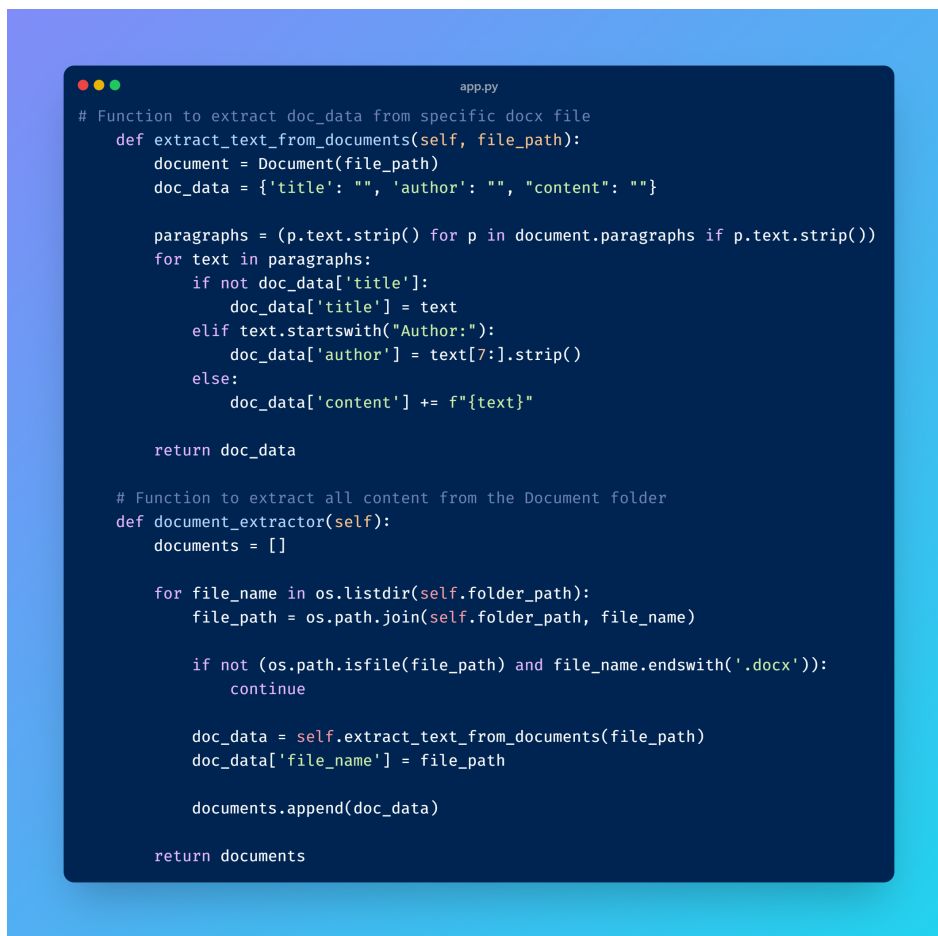 app.py
# Function to extract doc_data from specific docx file
    def extract_text_from_documents(self, file_path):
        document = Document(file_path)
        doc_data = {'title': "", 'author': "", "content": ""}

        paragraphs = (p.text.strip() for p in document.paragraphs if p.text.strip())
        for text in paragraphs:
            if not doc_data['title']:
                doc_data['title'] = text
            elif text.startswith("Author:"):
                doc_data['author'] = text[7:].strip()
            else:
                doc_data['content'] += f"{text}"

        return doc_data

    # Function to extract all content from the Document folder
    def document_extractor(self):
        documents = []

        for file_name in os.listdir(self.folder_path):
            file_path = os.path.join(self.folder_path, file_name)

            if not (os.path.isfile(file_path) and file_name.endswith('.docx')):
                continue

            doc_data = self.extract_text_from_documents(file_path)
            doc_data['file_name'] = file_path

            documents.append(doc_data)

        return documents